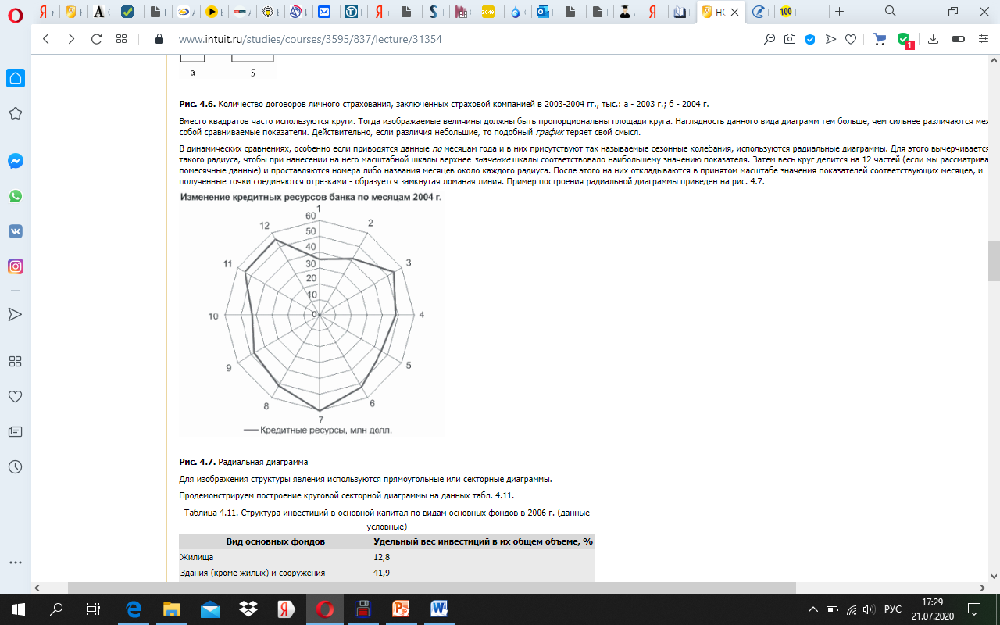 www.intuit.ru/studies/courses/3595/837/lecture/31354
а б
Рис. 4.6. Количество договоров личного страхования, заключенных страховой компанией в 2003-2004 гг., тыс.: а - 2003 г.; б - 2004 г.
Вместо квадратов часто используются круги. Тогда изображаемые величины должны быть пропорциональны площади круга. Наглядность данного вида диаграмм тем больше, чем сильнее различаются меж
собой сравниваемые показатели. Действительно, если различия небольшие, то подобный график теряет свой смысл.
В динамических сравнениях, особенно если приводятся данные по месяцам года и в них присутствуют так называемые сезонные колебания, используются радиальные диаграммы. Для этого вычерчивается
такого радиуса, чтобы при нанесении на него масштабной шкалы верхнее значение шкалы соответствовало наибольшему значению показателя. Затем весь круг делится на 12 частей (если мы рассматрива
помесячные данные) и проставляются номера либо названия месяцев около каждого радиуса. После этого на них откладываются в принятом масштабе значения показателей соответствующих месяцев, и
полученные точки соединяются отрезками - образуется замкнутая ломаная линия. Пример построения радиальной диаграммы приведен на рис. 4.7.
Изменение кредитных ресурсов банка по месяцам 2004 г.
1
60
12 2
50
40
11 3
30
20
10
10 0 4
9 5
8 6
7
Кредитные ресурсы, млн долл.
Рис. 4.7. Радиальная диаграмма
Для изображения структуры явления используются прямоугольные или секторные диаграммы.
Продемонстрируем построение круговой секторной диаграммы на данных табл. 4.11.
Таблица 4.11. Структура инвестиций в основной капитал по видам основных фондов в 2006 г. (данные
условные)
Вид основных фондов Удельный вес инвестиций в их общем объеме, %
Жилища 12,8
Здания (кроме жилых) и сооружения 41,9
РУС
17:29
21.07.2020